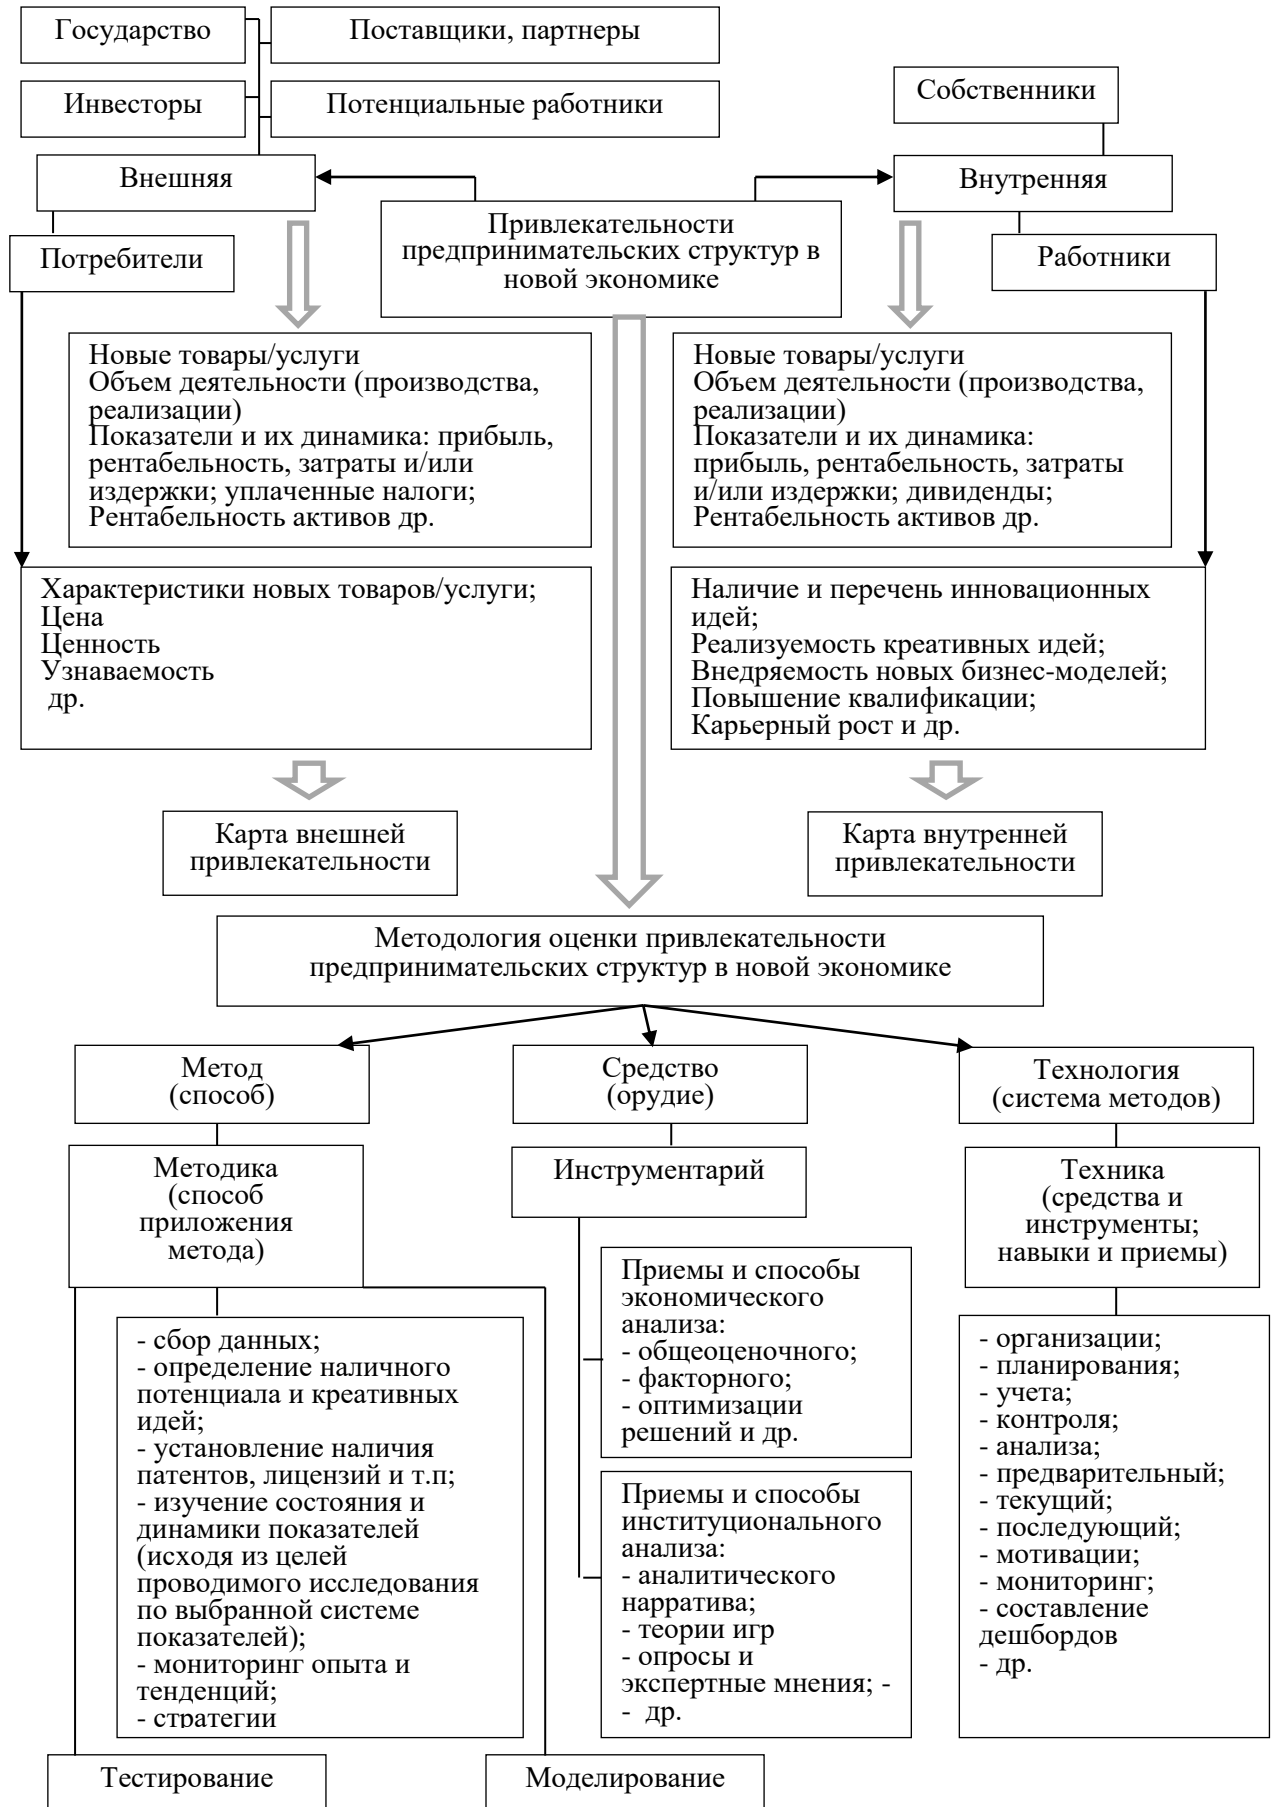 Государство
Поставщики, партнеры
Инвесторы
Потенциальные работники
Собственники
Внешняя
Внутренняя
Привлекательности
предпринимательских структур в
новой экономике
Потребители
Работники
Новые товары/услуги
Объем деятельности (производства,
реализации)
Показатели и их динамика: прибыль,
рентабельность, затраты и/или
издержки; уплаченные налоги;
Рентабельность активов др.
Новые товары/услуги
Объем деятельности (производства,
реализации)
Показатели и их динамика:
прибыль, рентабельность, затраты
и/или издержки; дивиденды;
Рентабельность активов др.
Характеристики новых товаров/услуги;
Цена
Ценность
Узнаваемость
др.
Наличие и перечень инновационных
идей;
Реализуемость креативных идей;
Внедряемость новых бизнес-моделей;
Повышение квалификации;
Карьерный рост и др.
Карта внешней
привлекательности
Карта внутренней
привлекательности
Методология оценки привлекательности
предпринимательских структур в новой экономике
Метод
(способ)
Средство
(орудие)
Технология
(система методов)
Методика
(способ
приложения
метода)
Инструментарий
Техника
(средства и
инструменты;
навыки и приемы)
- сбор данных;
- определение наличного
потенциала и креативных
идей;
- установление наличия
патентов, лицензий и т.п;
- изучение состояния и
динамики показателей
(исходя из целей
проводимого исследования
по выбранной системе
показателей);
- мониторинг опыта и
тенденций;
- стратегии
Приемы и способы
экономического
анализа:
- общеоценочного;
- факторного;
- оптимизации
решений и др.
Приемы и способы
институционального
анализа:
- аналитического
нарратива;
- теории игр
- опросы и
экспертные мнения; -
- др.
- организации;
- планирования;
- учета;
- контроля;
- анализа;
- предварительный;
- текущий;
- последующий;
- мотивации;
- мониторинг;
- составление
дешбордов
- др.
Тестирование
Моделирование